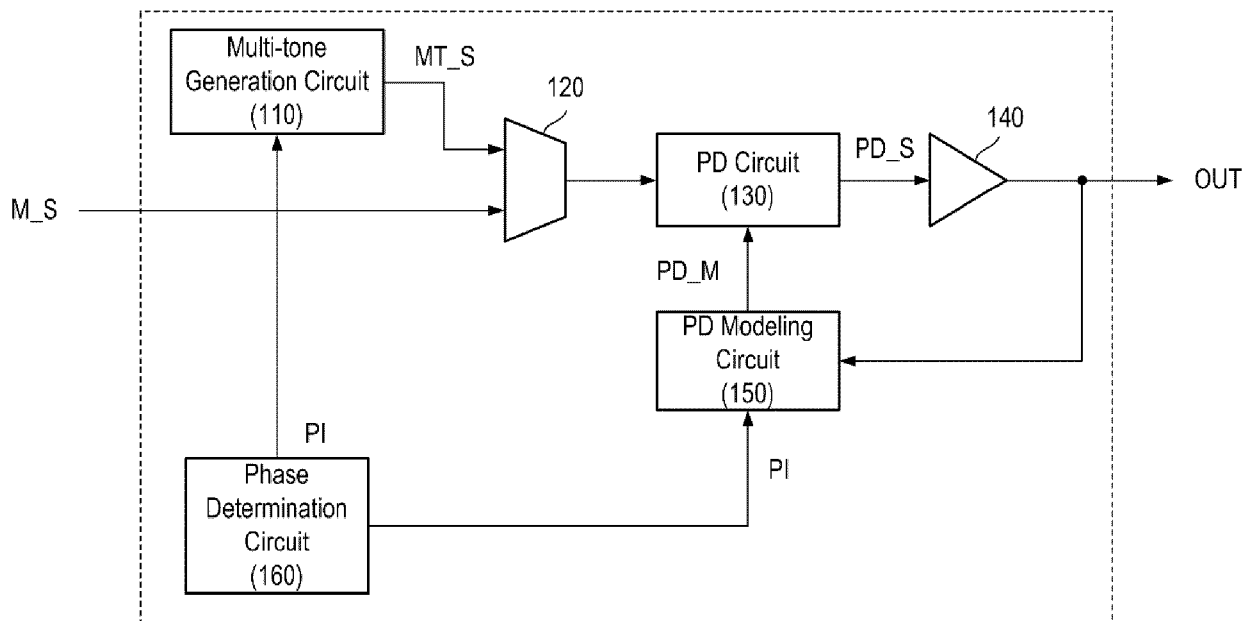 Multi-tone
Generation Circuit
(110)
MT_S
120
140
PD Circuit
(130)
PD_S
OUT
M_S
PD_M
PD Modeling
Circuit
(150)
PI
PI
Phase
Determination
Circuit
(160)